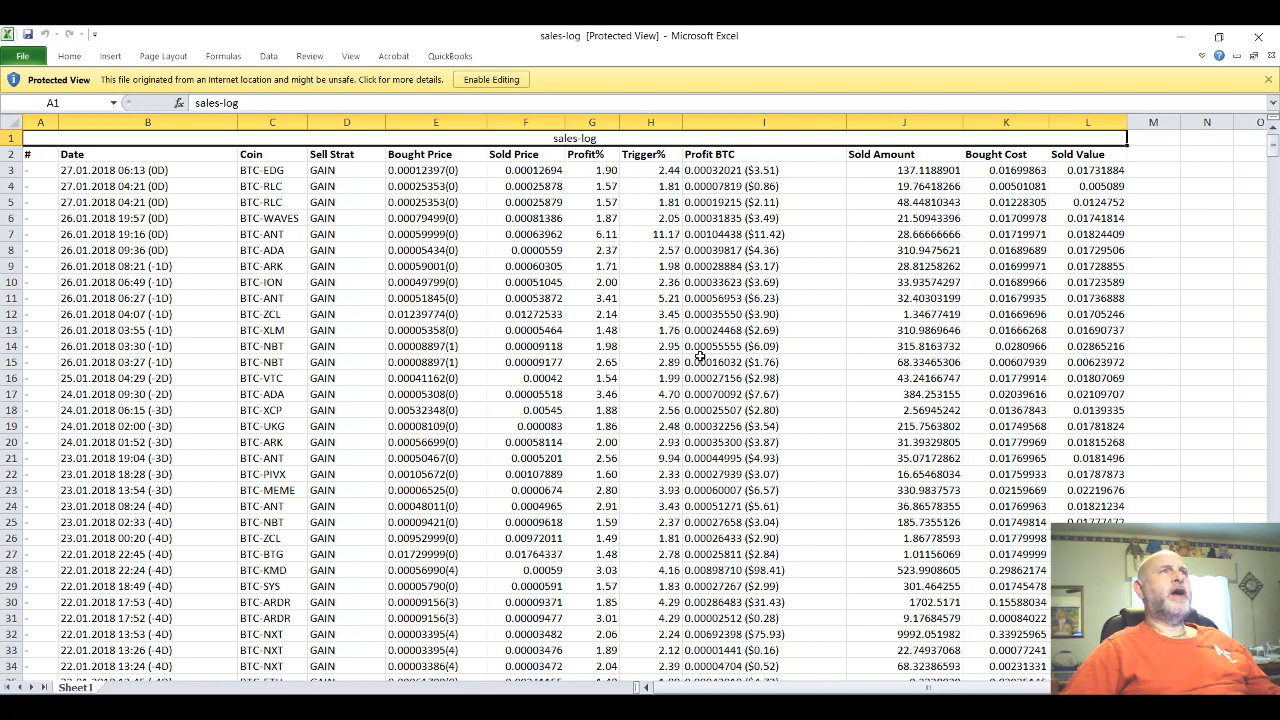 sales-log [Protected View] - Microsoft Excel
File Home Insert Page Layout Formulas Data Review View Acrobat QuickBooks
Protected View This file originated from an Internet location and might be unsafe. Click for more details. Enable Editing
A1 fx sales-log
A B C D E F G H I J K L M N O
1 sales-log
2 # Date Coin Sell Strat Bought Price Sold Price Profit% Trigger% Profit BTC Sold Amount Bought Cost Sold Value
3 - 27.01.2018 06:13 (0D) BTC-EDG GAIN 0.00012397(0) 0.00012694 1.90 2.44 0.00032021 ($3.51) 137.1188901 0.01699863 0.01731884
4 - 27.01.2018 04:21 (0D) BTC-RLC GAIN 0.00025353(0) 0.00025878 1.57 1.81 0.00007819 ($0.86) 19.76418266 0.00501081 0.005089
5 - 27.01.2018 04:21 (0D) BTC-RLC GAIN 0.00025353(0) 0.00025879 1.57 1.81 0.00019215 ($2.11) 48.44810343 0.01228305 0.0124752
6 - 26.01.2018 19:57 (0D) BTC-WAVES GAIN 0.00079499(0) 0.00081386 1.87 2.05 0.00031835 ($3.49) 21.50943396 0.01709978 0.01741814
7 - 26.01.2018 19:16 (0D) BTC-ANT GAIN 0.00059999(0) 0.00063962 6.11 11.17 0.00104438 ($11.42) 28.66666666 0.01719971 0.01824409
8 - 26.01.2018 09:36 (0D) BTC-ADA GAIN 0.00005434(0) 0.0000559 2.37 2.57 0.00039817 ($4.36) 310.9475621 0.01689689 0.01729506
9 - 26.01.2018 08:21 (-1D) BTC-ARK GAIN 0.00059001(0) 0.00060305 1.71 1.98 0.00028884 ($3.17) 28.81258262 0.01699971 0.01728855
10 - 26.01.2018 06:49 (-1D) BTC-ION GAIN 0.00049799(0) 0.00051045 2.00 2.36 0.00033623 ($3.69) 33.93574297 0.01689966 0.01723589
11 - 26.01.2018 06:27 (-1D) BTC-ANT GAIN 0.00051845(0) 0.00053872 3.41 5.21 0.00056953 ($6.23) 32.40303199 0.01679935 0.01736888
12 - 26.01.2018 04:07 (-1D) BTC-ZCL GAIN 0.01239774(0) 0.01272533 2.14 3.45 0.00035550 ($3.90) 1.34677419 0.01669696 0.01705246
13 - 26.01.2018 03:55 (-1D) BTC-XLM GAIN 0.00005358(0) 0.00005464 1.48 1.76 0.00024468 ($2.69) 310.9869646 0.01666268 0.01690737
14 - 26.01.2018 03:30 (-1D) BTC-NBT GAIN 0.00008897(1) 0.00009118 1.98 2.95 0.00055555 ($6.09) 315.8163732 0.0280966 0.02865216
15 - 26.01.2018 03:27 (-1D) BTC-NBT GAIN 0.00008897(1) 0.00009177 2.65 2.89 0.00016032 ($1.76) 68.33465306 0.00607939 0.00623972
16 - 25.01.2018 04:29 (-2D) BTC-VTC GAIN 0.00041162(0) 0.00042 1.54 1.99 0.00027156 ($2.98) 43.24166747 0.01779914 0.01807069
17 - 24.01.2018 09:30 (-2D) BTC-ADA GAIN 0.00005308(0) 0.00005518 3.46 4.70 0.00070092 ($7.67) 384.253155 0.02039616 0.02109707
18 - 24.01.2018 06:15 (-3D) BTC-XCP GAIN 0.00532348(0) 0.00545 1.88 2.56 0.00025507 ($2.80) 2.56945242 0.01367843 0.0139335
19 - 24.01.2018 02:00 (-3D) BTC-UKG GAIN 0.00008109(0) 0.000083 1.86 2.48 0.00032256 ($3.54) 215.7563802 0.01749568 0.01781824
20 - 24.01.2018 01:52 (-3D) BTC-ARK GAIN 0.00056699(0) 0.00058114 2.00 2.93 0.00035300 ($3.87) 31.39329805 0.01779969 0.01815268
21 - 23.01.2018 19:04 (-3D) BTC-ANT GAIN 0.00050467(0) 0.0005201 2.56 9.94 0.00044995 ($4.93) 35.07172861 0.01769965 0.0181496
22 - 23.01.2018 18:28 (-3D) BTC-PIVX GAIN 0.00105672(0) 0.00107889 1.60 2.33 0.00027939 ($3.07) 16.65468034 0.01759933 0.01787873
23 - 23.01.2018 13:54 (-3D) BTC-MEME GAIN 0.00006525(0) 0.0000674 2.80 3.93 0.00060007 ($6.57) 330.9837573 0.02159669 0.02219676
24 - 23.01.2018 08:24 (-4D) BTC-ANT GAIN 0.00048011(0) 0.0004965 2.91 3.43 0.00051271 ($5.61) 36.86578355 0.01769963 0.01821234
25 - 23.01.2018 02:33 (-4D) BTC-NBT GAIN 0.00009421(0) 0.00009618 1.59 2.37 0.00027658 ($3.04) 185.7355126 0.01749814
26 - 23.01.2018 00:20 (-4D) BTC-ZCL GAIN 0.00952999(0) 0.00972011 1.49 1.81 0.00026433 ($2.90) 1.86778593 0.01779998
27 - 22.01.2018 22:45 (-4D) BTC-BTG GAIN 0.01729999(0) 0.01764337 1.48 2.78 0.00025811 ($2.84) 1.01156069 0.01749999
28 - 22.01.2018 22:24 (-4D) BTC-KMD GAIN 0.00056990(4) 0.00059 3.03 4.16 0.00898710 ($98.41) 523.9908605 0.29862174
29 - 22.01.2018 18:49 (-4D) BTC-SYS GAIN 0.00005790(0) 0.0000591 1.57 1.83 0.00027267 ($2.99) 301.464255 0.01745478
30 - 22.01.2018 17:53 (-4D) BTC-ARDR GAIN 0.00009156(3) 0.00009371 1.85 4.29 0.00286483 ($31.43) 1702.5171 0.15588034
31 - 22.01.2018 17:52 (-4D) BTC-ARDR GAIN 0.00009156(3) 0.00009477 3.01 4.29 0.00002512 ($0.28) 9.17684579 0.00084022
32 - 22.01.2018 13:53 (-4D) BTC-NXT GAIN 0.00003395(4) 0.00003482 2.06 2.24 0.00692398 ($75.93) 9992.051982 0.33925965
33 - 22.01.2018 13:26 (-4D) BTC-NXT GAIN 0.00003395(4) 0.00003476 1.89 2.12 0.00001441 ($0.16) 22.74937068 0.00077241
34 - 22.01.2018 13:24 (-4D) BTC-NXT GAIN 0.00003386(4) 0.00003472 2.04 2.39 0.00004704 ($0.52) 68.32386593 0.00231331
Sheet1